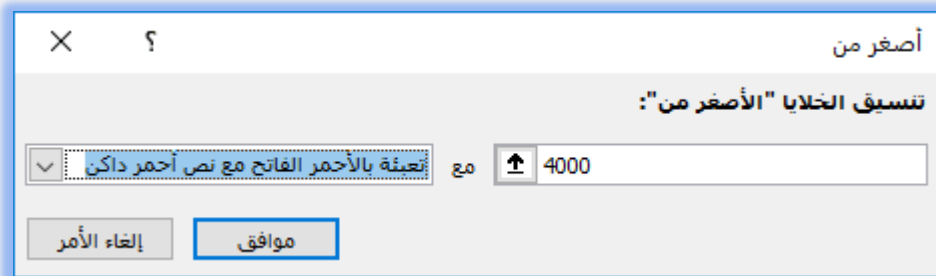 أصغر من ؟
تنسيق الخلايا "الأصغر من":
4000 مع تعبئة بالأحمر الفاتح مع نص أحمر داكن
موافق إلغاء الأمر